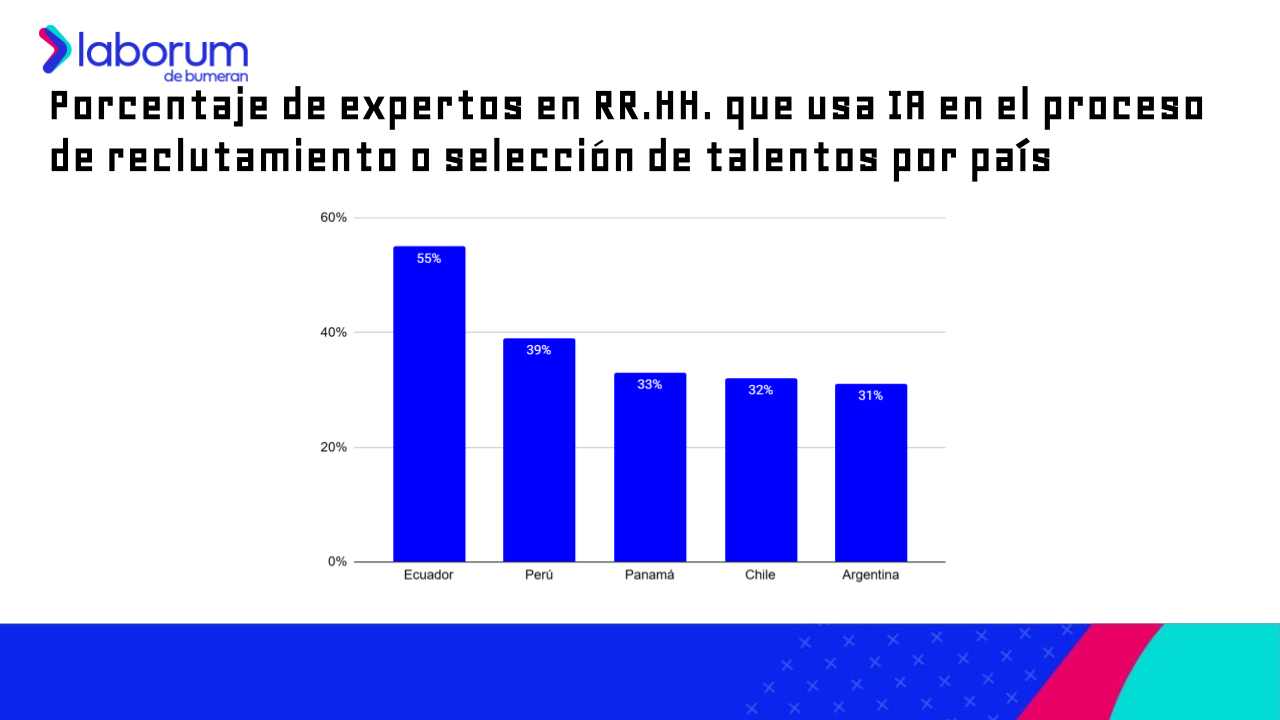 laborum
de bumeran
Porcentaje de expertos en RR.HH. que usa IA en el proceso
de reclutamiento o selección de talentos por país
60%
55%
40%
39%
33%
32%
31%
20%
0%
Ecuador Perú Panamá Chile Argentina